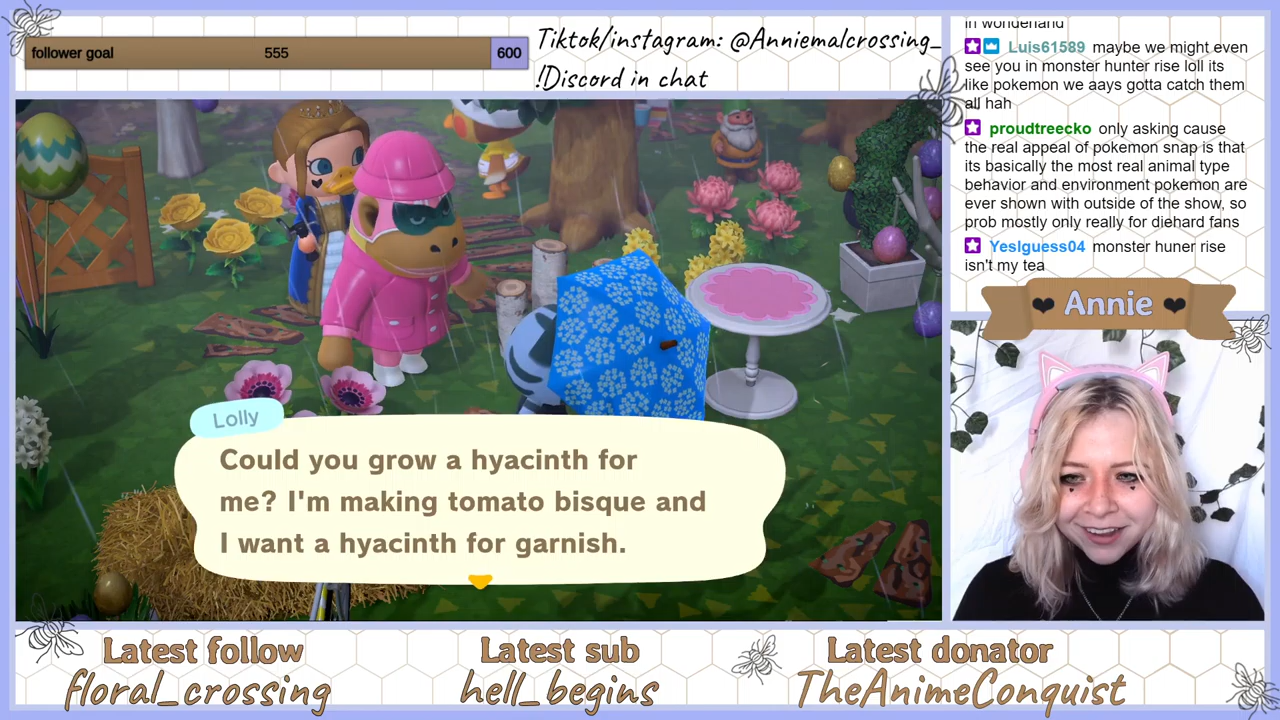 follower goal 555 600
Tiktok/instagram: @Anniemalcrossing_
!Discord in chat
in wonderland
Luis61589 maybe we might even
see you in monster hunter rise loll its
like pokemon we aays gotta catch them
all hah
proudtreecko only asking cause
the real appeal of pokemon snap is that
its basically the most real animal type
behavior and environment pokemon are
ever shown with outside of the show, so
prob mostly only really for diehard fans
YesIguess04 monster huner rise
isn't my tea
Annie
Lolly
Could you grow a hyacinth for
me? I'm making tomato bisque and
I want a hyacinth for garnish.
Latest follow
floral_crossing
Latest sub
hell_begins
Latest donator
TheAnimeConquist